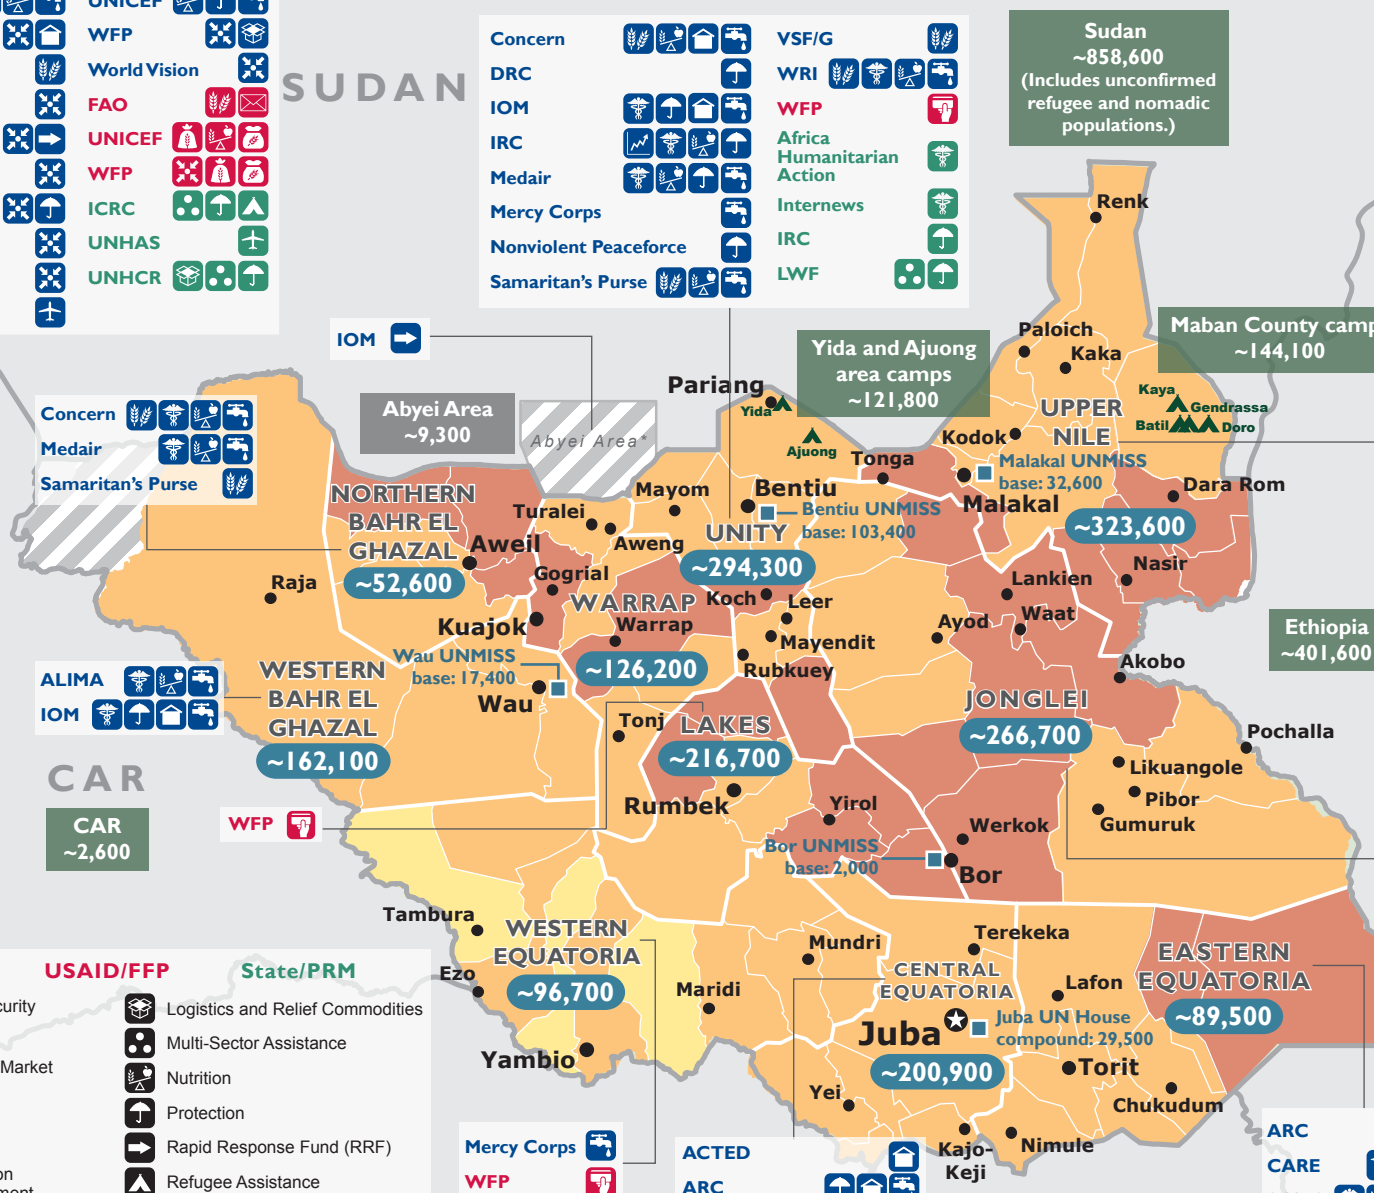 UNICEF
WFP
World Vision
FAO
UNICEF
WFP
ICRC
UNHAS
UNHCR
SUDAN
Concern
DRC
IOM
IRC
Medair
Mercy Corps
Nonviolent Peaceforce
Samaritan's Purse
VSF/G
WRI
WFP
Africa
Humanitarian
Action
Internews
IRC
LWF
Sudan
~858,600
(Includes unconfirmed
refugee and nomadic
populations.)
Renk
IOM
Yida and Ajuong
area camps
~121,800
Maban County camp
~144,100
Paloich
Kaka
Pariang
Yida
Ajuong
Kaya
Gendrassa
Batil
Doro
UPPER
NILE
Concern
Medair
Samaritan's Purse
Abyei Area
~9,300
Abyei Area*
Kodok
Tonga
Malakal UNMISS
base: 32,600
Malakal
Dara Rom
~323,600
NORTHERN
BAHR EL
GHAZAL
~52,600
Aweil
Mayom
Turalei
Aweng
Bentiu
Bentiu UNMISS
base: 103,400
UNITY
~294,300
Nasir
Raja
Gogrial
WARRAP
Warrap
~126,200
Kuajok
Koch
Leer
Mayendit
Rubkuey
Lankien
Waat
Ayod
Akobo
Ethiopia
~401,600
Wau UNMISS
base: 17,400
Wau
ALIMA
IOM
WESTERN
BAHR EL
GHAZAL
~162,100
Tonj
LAKES
~216,700
Rumbek
JONGLEI
~266,700
Pochalla
Likuangole
Pibor
Gumuruk
CAR
CAR
~2,600
WFP
Yirol
Werkok
Bor UNMISS
base: 2,000
Bor
Tambura
WESTERN
EQUATORIA
~96,700
Ezo
Maridi
Yambio
Mundri
Terekeka
CENTRAL
EQUATORIA
Juba
Juba UN House
compound: 29,500
~200,900
Lafon
EASTERN
EQUATORIA
~89,500
Torit
Chukudum
Yei
Kajo-
Keji
Nimule
USAID/FFP
State/PRM
Logistics and Relief Commodities
Multi-Sector Assistance
Market
Nutrition
Protection
Rapid Response Fund (RRF)
Refugee Assistance
Mercy Corps
WFP
ACTED
ARC
ARC
CARE